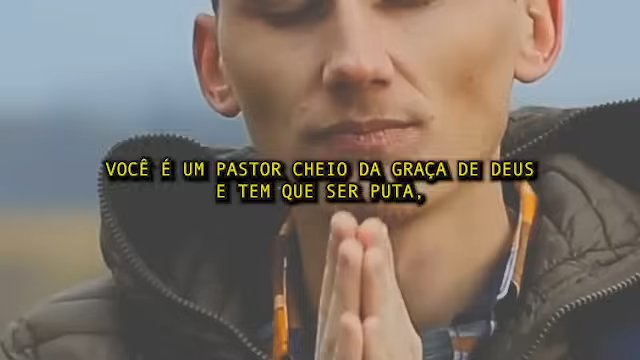 VOCÊ É UM PASTOR CHEIO DA GRAÇA DE DEUS
E TEM QUE SER PUTA,